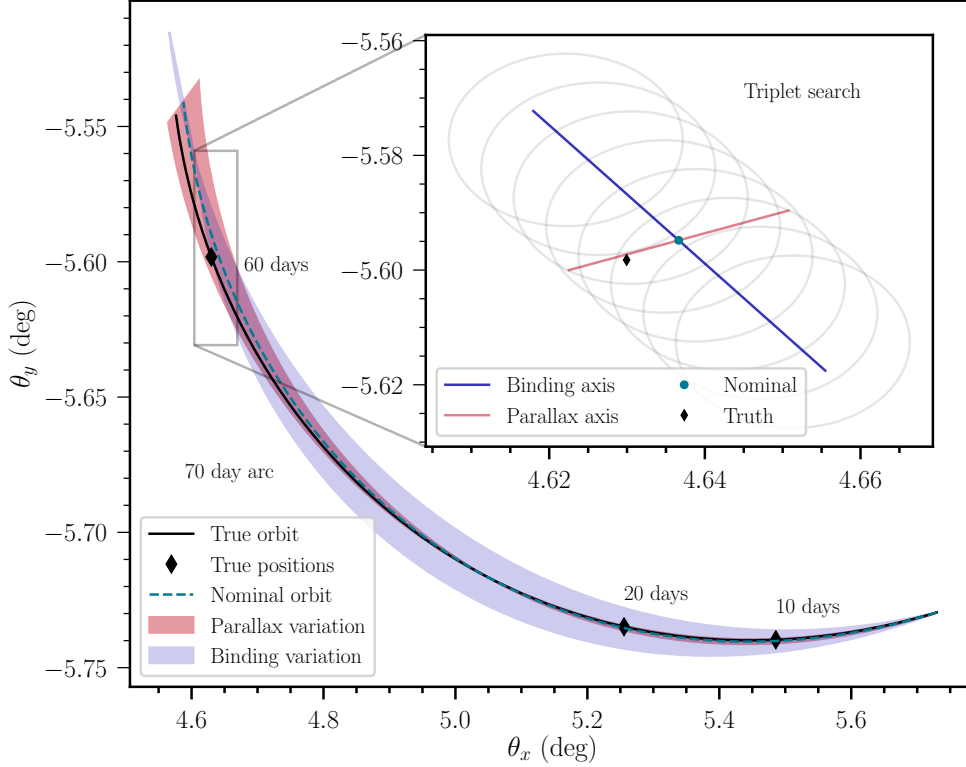 −5.55
−5.60
−5.65
−5.70
−5.75
θy (deg)
4.6
4.8
5.0
5.2
5.4
5.6
θx (deg)
60 days
70 day arc
20 days
10 days
True orbit
True positions
Nominal orbit
Parallax variation
Binding variation
−5.56
−5.58
−5.60
−5.62
4.62
4.64
4.66
Triplet search
Binding axis
Parallax axis
Nominal
Truth